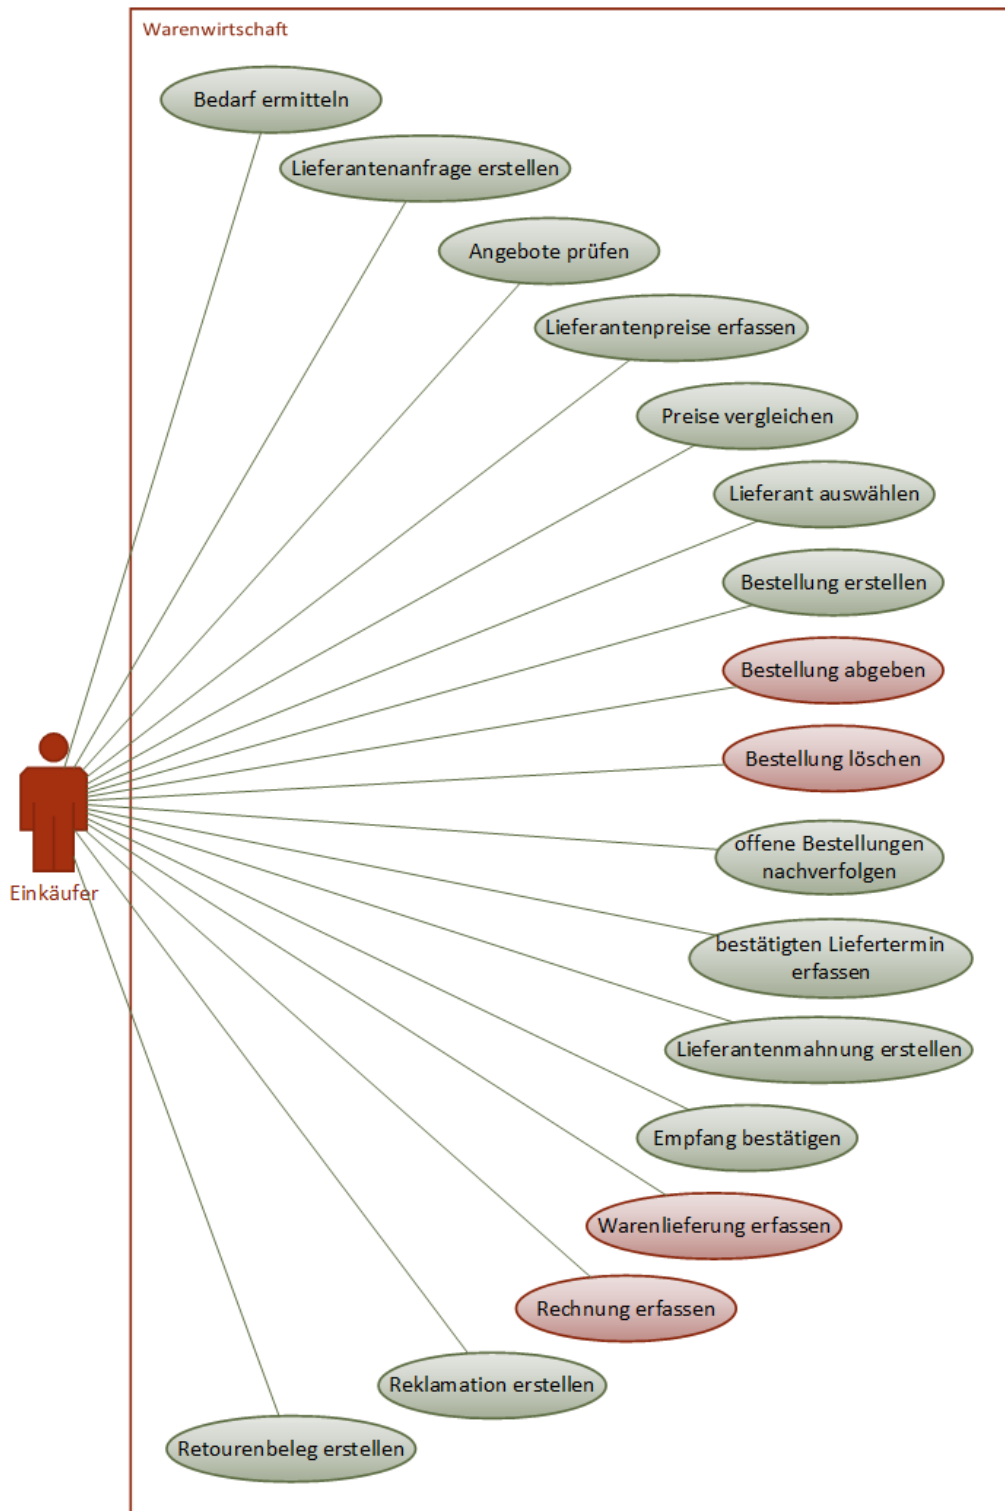 Warenwirtschaft
Bedarf ermitteln
Lieferantenanfrage erstellen
Angebote prüfen
Lieferantenpreise erfassen
Preise vergleichen
Lieferant auswählen
Bestellung erstellen
Bestellung abgeben
Bestellung löschen
offene Bestellungen
nachverfolgen
Einkäufer
bestätigten Liefertermin
erfassen
Lieferantenmahnung erstellen
Empfang bestätigen
Warenlieferung erfassen
Rechnung erfassen
Reklamation erstellen
Retourenbeleg erstellen